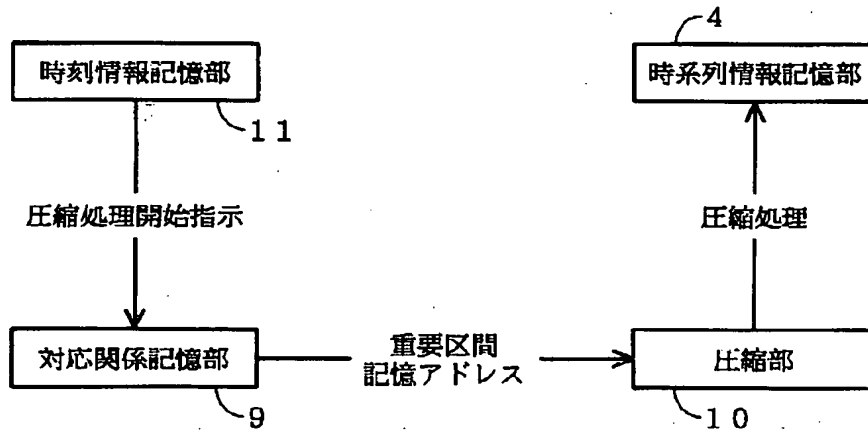 4
時刻情報記憶部
時系列情報記憶部
11
圧縮処理開始指示
圧縮処理
対応関係記憶部
重要区間
記憶アドレス
圧縮部
9
10